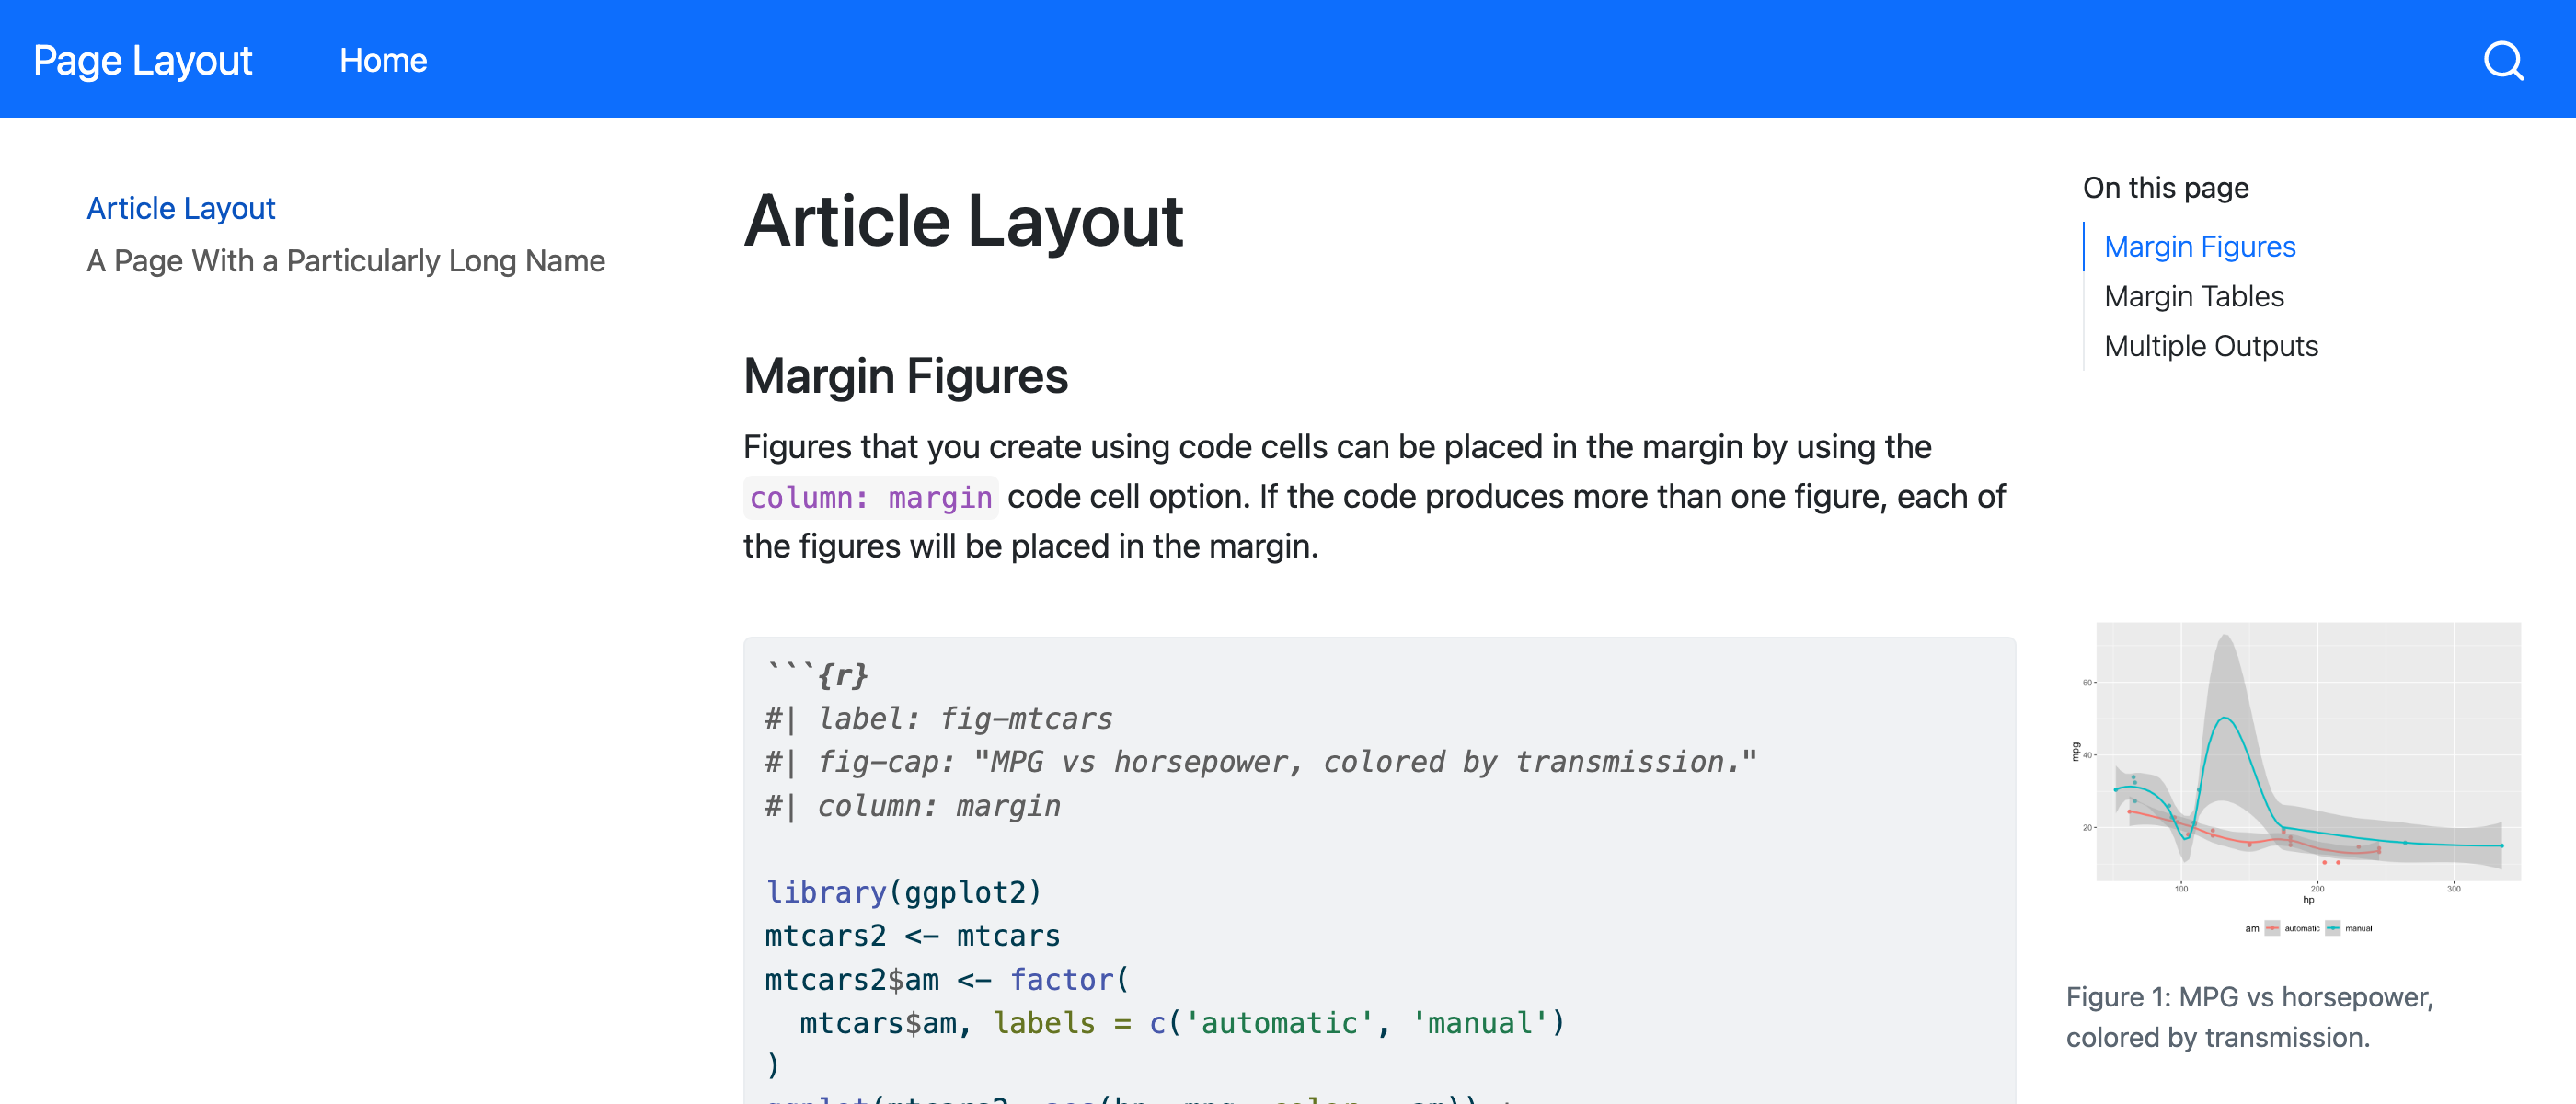 Page Layout
Home
Article Layout
A Page With a Particularly Long Name
Article Layout
Margin Figures
Figures that you create using code cells can be placed in the margin by using the
column: margin code cell option. If the code produces more than one figure, each of
the figures will be placed in the margin.
```{r}
#| label: fig-mtcars
#| fig-cap: "MPG vs horsepower, colored by transmission."
#| column: margin
library(ggplot2)
mtcars2 <- mtcars
mtcars2$am <- factor(
  mtcars$am, labels = c('automatic', 'manual')
)
On this page
Margin Figures
Margin Tables
Multiple Outputs
60
mpg
40
20
100 200 300
hp
am automatic manual
Figure 1: MPG vs horsepower,
colored by transmission.